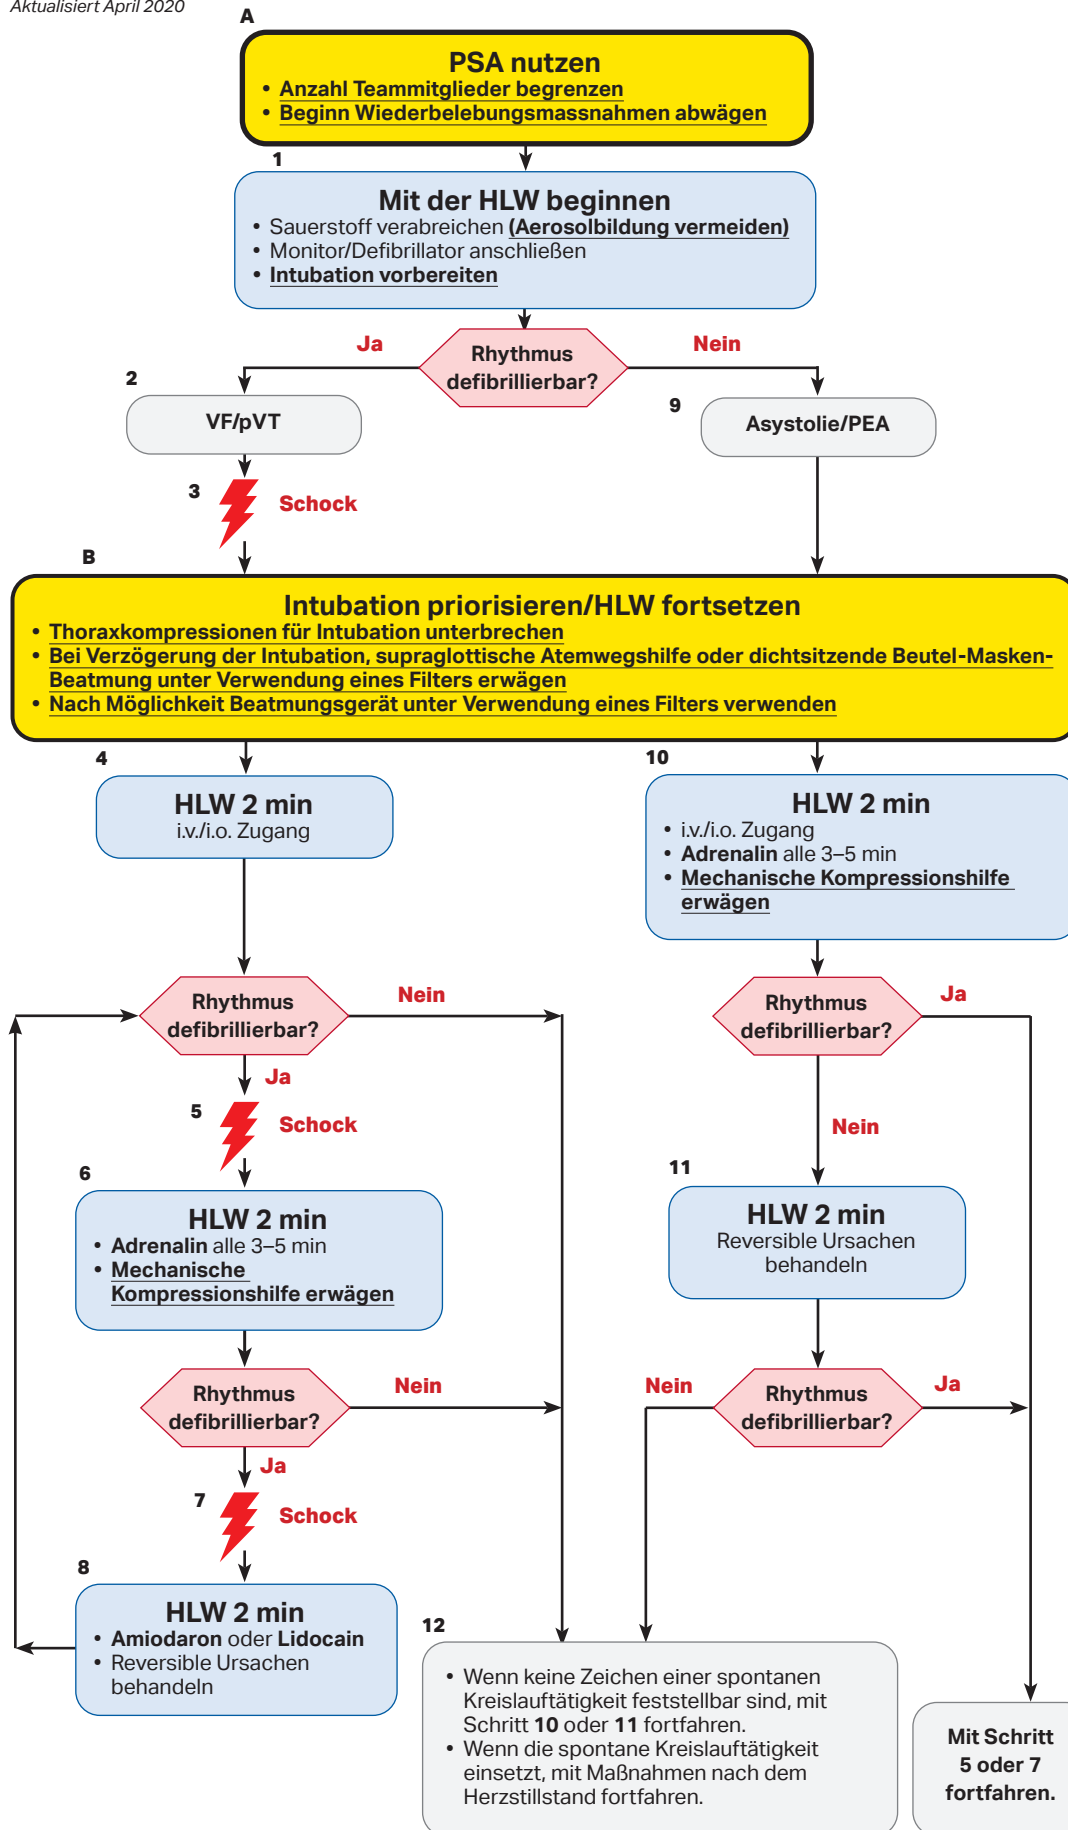 Aktualisiert April 2020
A
PSA nutzen
• Anzahl Teammitglieder begrenzen
• Beginn Wiederbelebungsmassnahmen abwägen
1
Mit der HLW beginnen
• Sauerstoff verabreichen (Aerosolbildung vermeiden)
• Monitor/Defibrillator anschließen
• Intubation vorbereiten
Ja
Rhythmus
defibrillierbar?
Nein
2
VF/pVT
9
Asystolie/PEA
3
Schock
B
Intubation priorisieren/HLW fortsetzen
• Thoraxkompressionen für Intubation unterbrechen
• Bei Verzögerung der Intubation, supraglottische Atemwegshilfe oder dichtsitzende Beutel-Masken-
Beatmung unter Verwendung eines Filters erwägen
• Nach Möglichkeit Beatmungsgerät unter Verwendung eines Filters verwenden
4
HLW 2 min
i.v./i.o. Zugang
10
HLW 2 min
• i.v./i.o. Zugang
• Adrenalin alle 3–5 min
• Mechanische Kompressionshilfe
erwägen
Rhythmus
defibrillierbar?
Nein
Ja
Rhythmus
defibrillierbar?
Ja
Nein
5
Schock
6
HLW 2 min
• Adrenalin alle 3–5 min
• Mechanische
Kompressionshilfe erwägen
11
HLW 2 min
Reversible Ursachen
behandeln
Rhythmus
defibrillierbar?
Nein
Ja
Nein
Rhythmus
defibrillierbar?
Ja
7
Schock
8
HLW 2 min
• Amiodaron oder Lidocain
• Reversible Ursachen
behandeln
12
• Wenn keine Zeichen einer spontanen
Kreislauftätigkeit feststellbar sind, mit
Schritt 10 oder 11 fortfahren.
• Wenn die spontane Kreislauftätigkeit
einsetzt, mit Maßnahmen nach dem
Herzstillstand fortfahren.
Mit Schritt
5 oder 7
fortfahren.